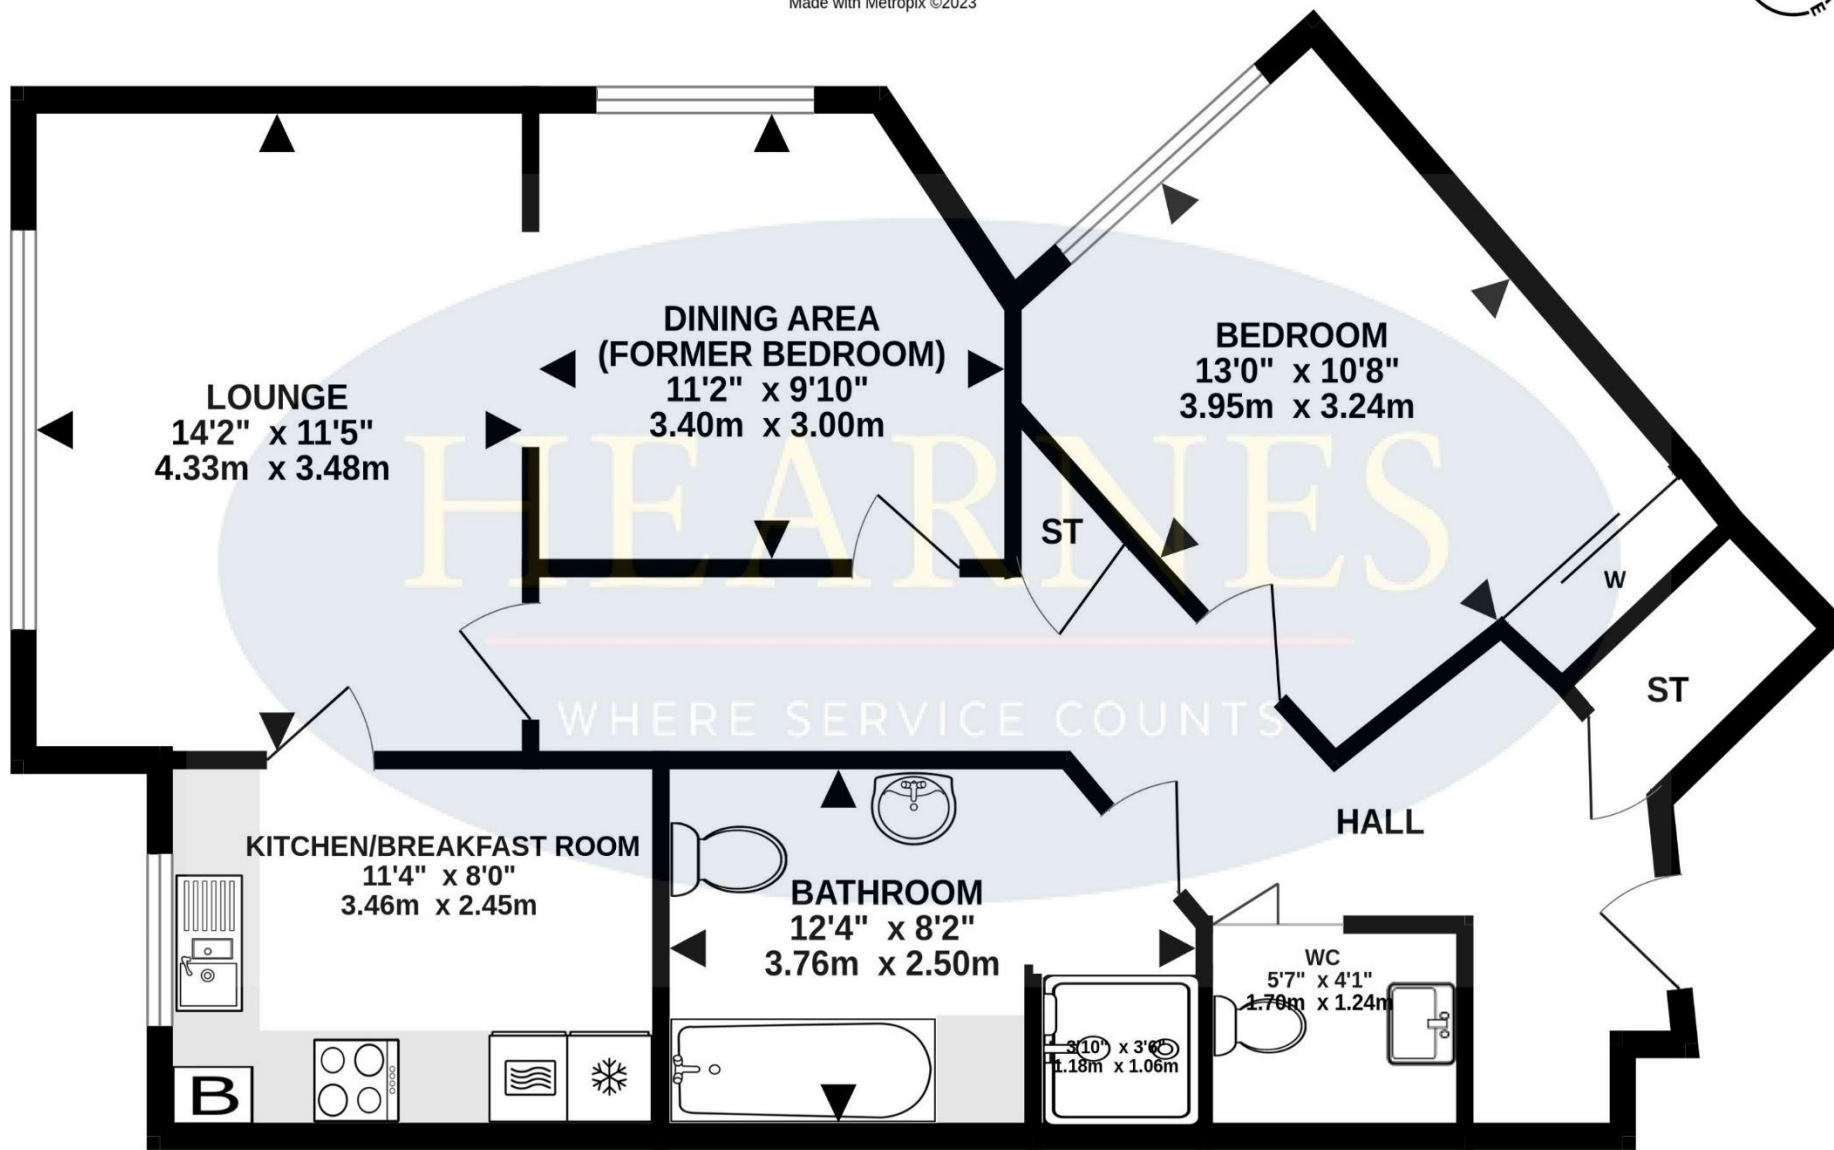 Made with Metropix ©2023
E
LOUNGE
14'2" x 11'5"
4.33m x 3.48m
DINING AREA
(FORMER BEDROOM)
11'2" x 9'10"
3.40m x 3.00m
BEDROOM
13'0" x 10'8"
3.95m x 3.24m
ST
W
ST
HEARNES
WHERE SERVICE COUNTS
HALL
KITCHEN/BREAKFAST ROOM
11'4" x 8'0"
3.46m x 2.45m
BATHROOM
12'4" x 8'2"
3.76m x 2.50m
WC
5'7" x 4'1"
1.70m x 1.24m
3'10" x 3'6"
1.18m x 1.06m
B